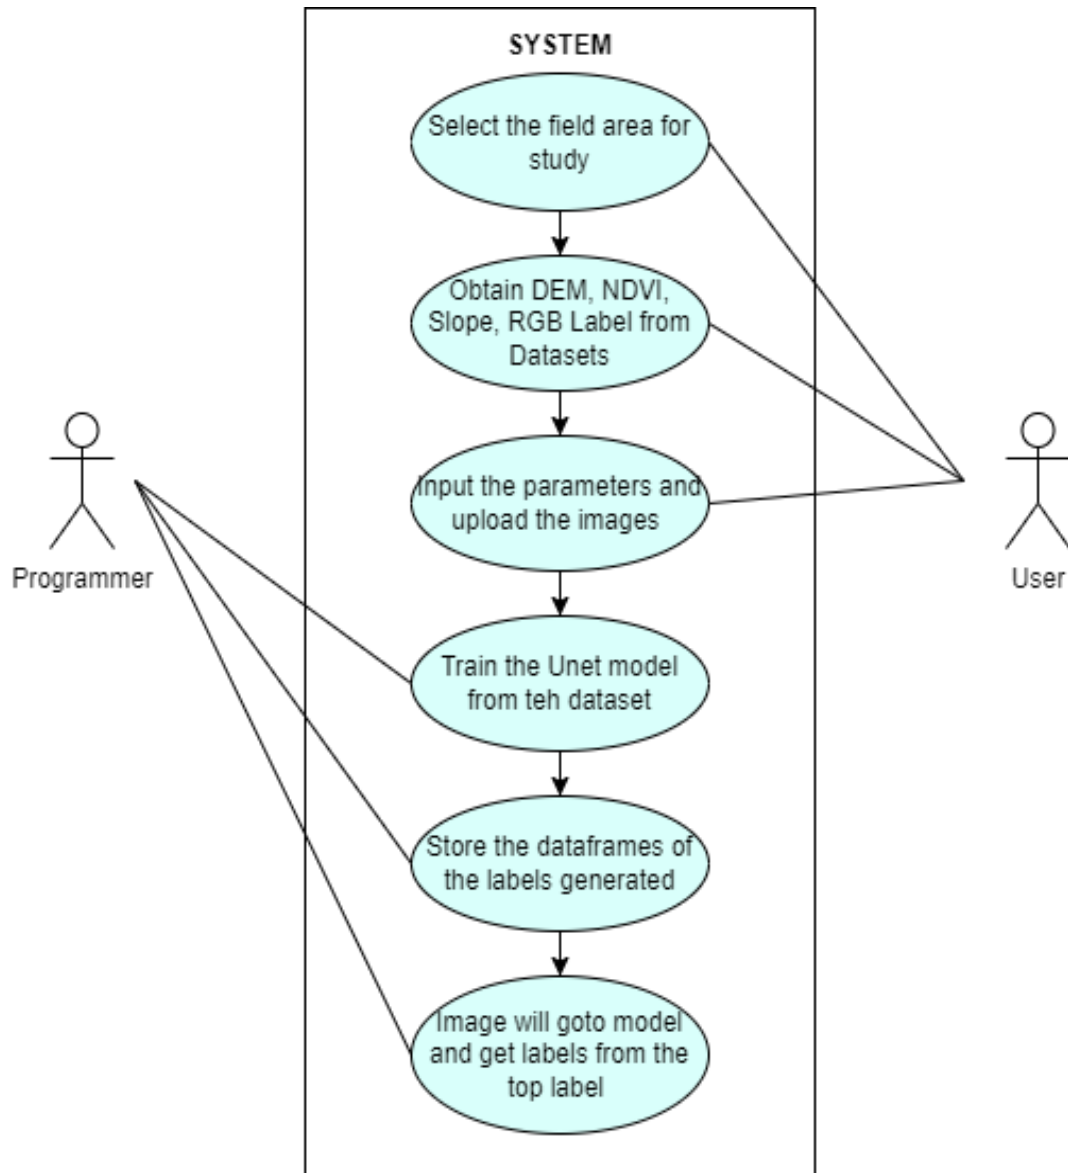 SYSTEM
Select the field area for
study
Obtain DEM, NDVI,
Slope, RGB Label from
Datasets
Input the parameters and
upload the images
Programmer
User
Train the Unet model
from teh dataset
Store the dataframes of
the labels generated
Image will goto model
and get labels from the
top label